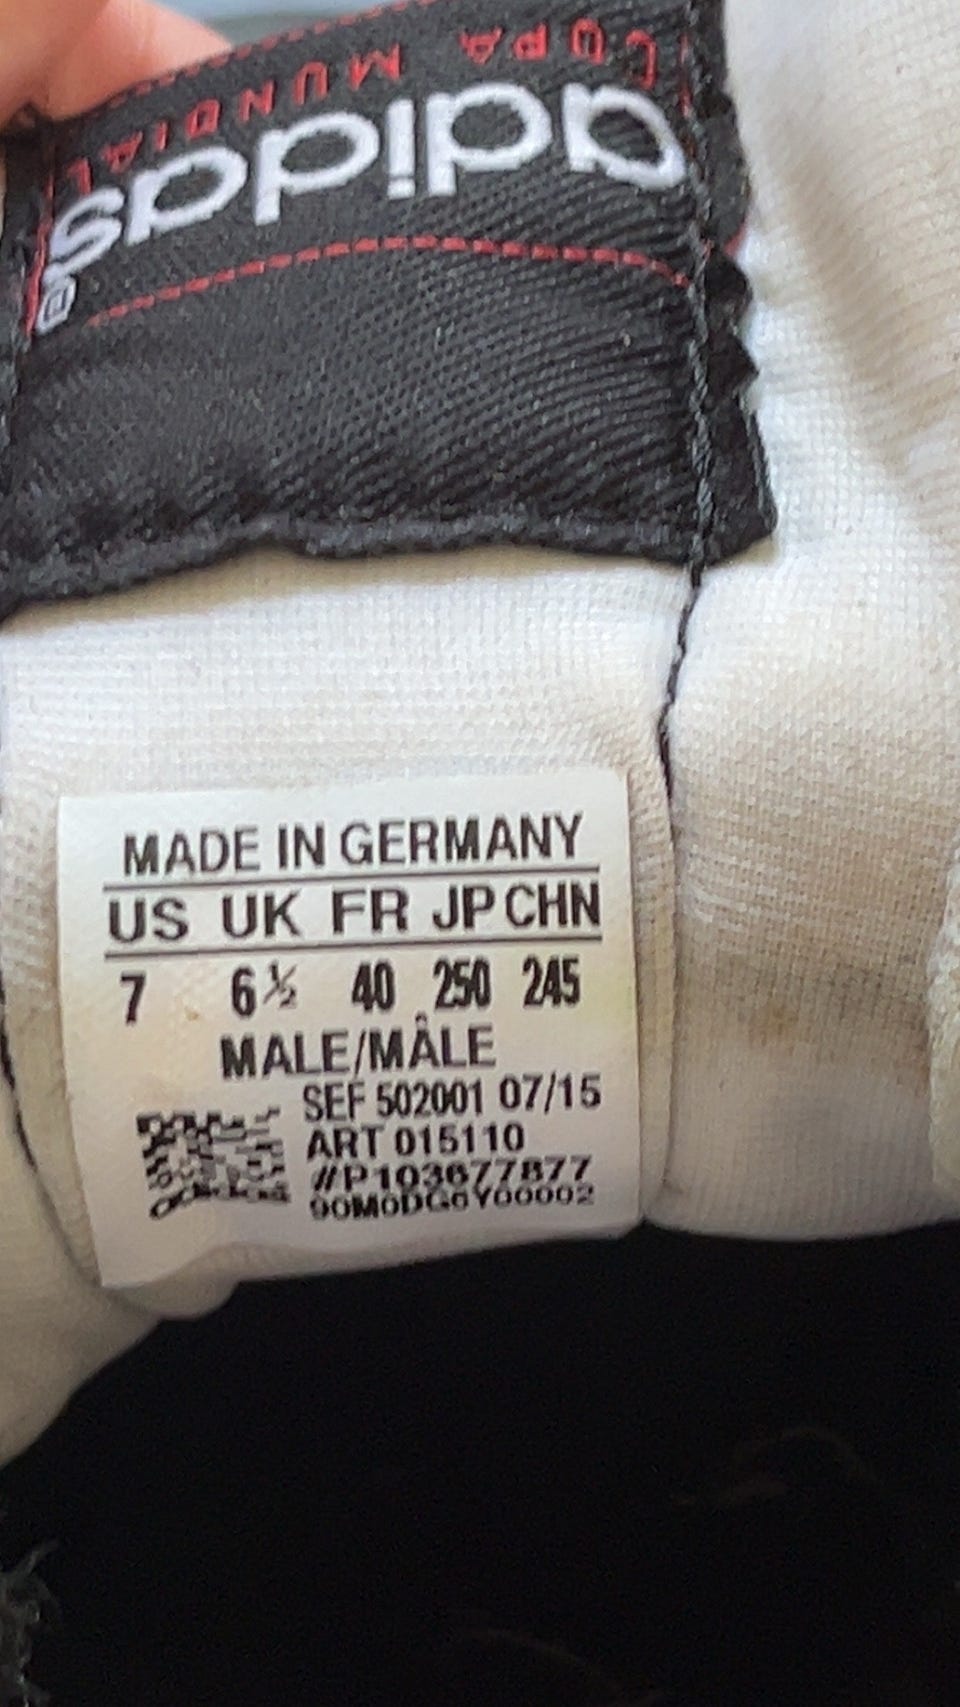 COPA MUNDIAL
adidas®
MADE IN GERMANY
US UK FR JP CHN
7 6½ 40 250 245
MALE/MÂLE
SEF 502001 07/15
ART 015110
#P103677877
90M0DG6Y00002